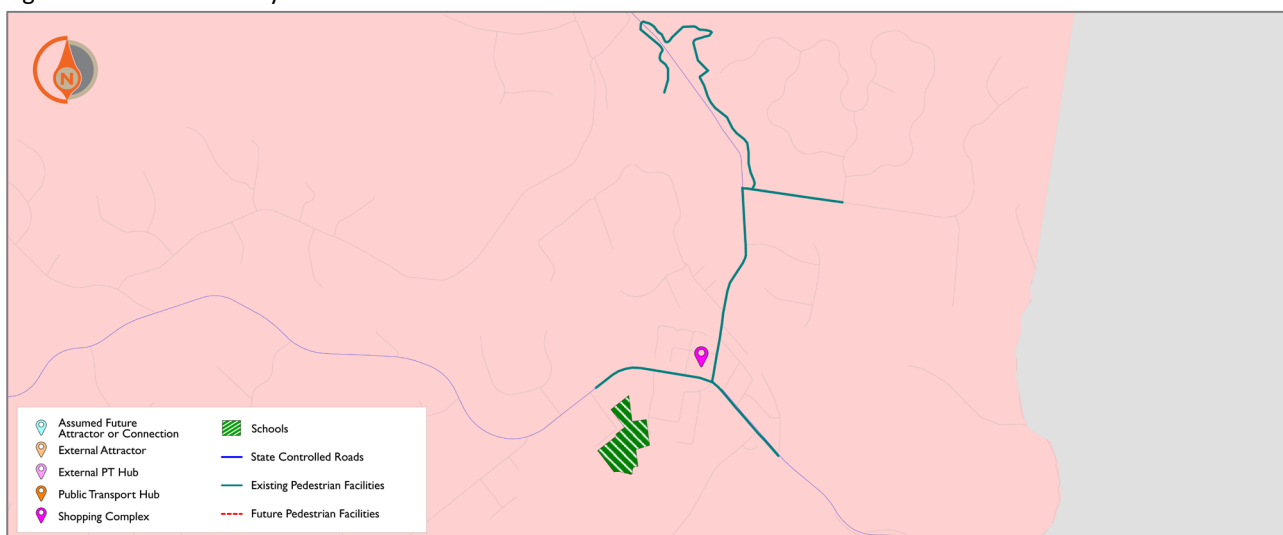 N
Assumed Future
Attractor or Connection
External Attractor
External PT Hub
Public Transport Hub
Shopping Complex
Schools
State Controlled Roads
Existing Pedestrian Facilities
Future Pedestrian Facilities